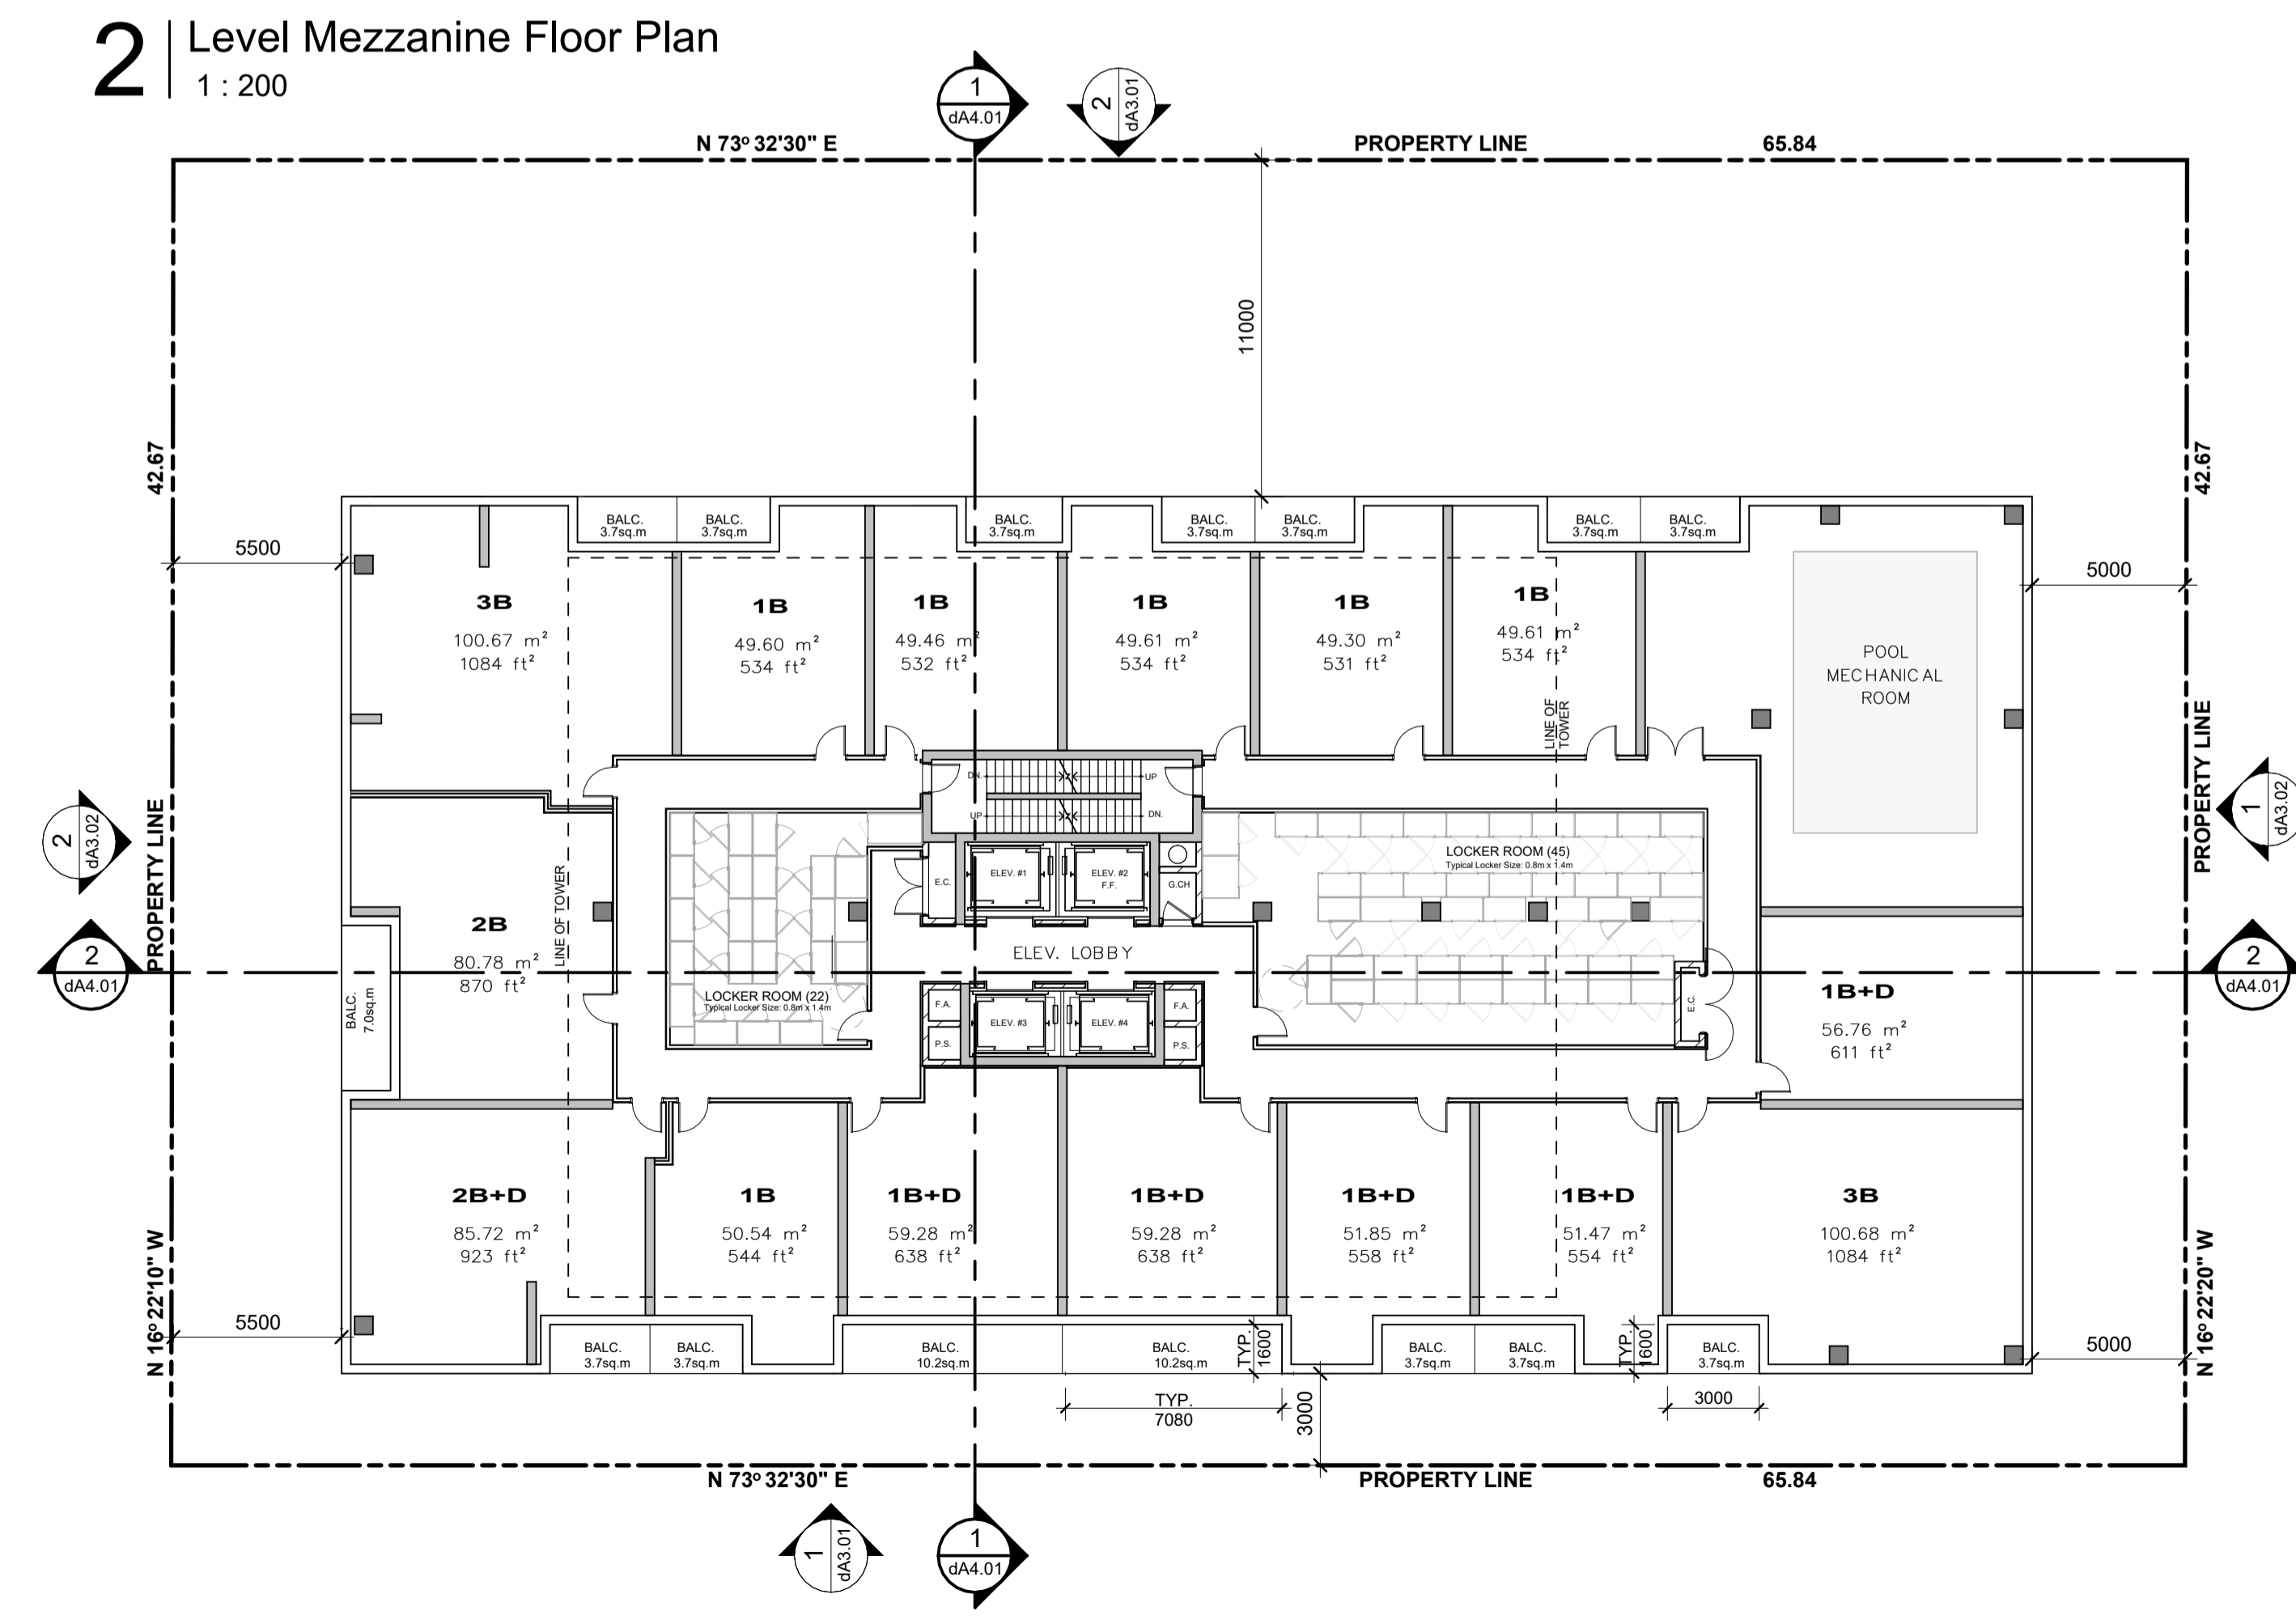 2
Level Mezzanine Floor Plan
1 : 200
1
dA4.01
2
dA3.01
N 73º 32'30" E
PROPERTY LINE
65.84
11000
42.67
42.67
5500
5000
BALC.
3.7sq.m
BALC.
3.7sq.m
BALC.
3.7sq.m
BALC.
3.7sq.m
BALC.
3.7sq.m
BALC.
3.7sq.m
BALC.
3.7sq.m
3B
100.67 m²
1084 ft²
1B
49.60 m²
534 ft²
1B
49.46 m²
532 ft²
1B
49.61 m²
534 ft²
1B
49.30 m²
531 ft²
1B
49.61 m²
534 ft²
POOL
MECHANICAL
ROOM
LINE OF
TOWER
PROPERTY LINE
PROPERTY LINE
2
dA3.02
1
dA3.02
DN.
UP
UP
DN.
LOCKER ROOM (45)
Typical Locker Size: 0.8m x 1.4m
E.C.
ELEV. #1
ELEV. #2
F.F.
G.CH
LINE OF TOWER
2B
80.78 m²
870 ft²
ELEV. LOBBY
2
dA4.01
2
dA4.01
BALC.
7.0sq.m
LOCKER ROOM (22)
Typical Locker Size: 0.8m x 1.4m
F.A.
P.S.
ELEV. #3
ELEV. #4
F.A.
P.S.
E.C.
1B+D
56.76 m²
611 ft²
2B+D
85.72 m²
923 ft²
1B
50.54 m²
544 ft²
1B+D
59.28 m²
638 ft²
1B+D
59.28 m²
638 ft²
1B+D
51.85 m²
558 ft²
1B+D
51.47 m²
554 ft²
3B
100.68 m²
1084 ft²
N 16º 22'10" W
N 16º 22'20" W
5500
5000
BALC.
3.7sq.m
BALC.
3.7sq.m
BALC.
10.2sq.m
BALC.
10.2sq.m
TYP.
1600
BALC.
3.7sq.m
BALC.
3.7sq.m
TYP.
1600
BALC.
3.7sq.m
TYP.
7080
3000
3000
N 73º 32'30" E
PROPERTY LINE
65.84
1
dA3.01
1
dA4.01